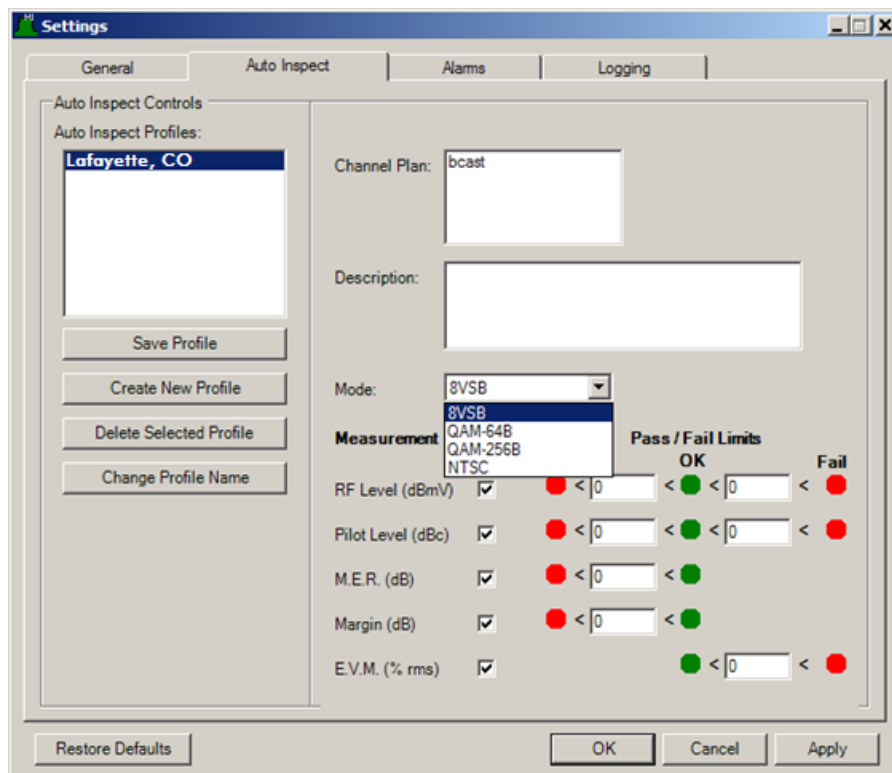 HI
Settings
General
Auto Inspect
Alarms
Logging
Auto Inspect Controls
Auto Inspect Profiles:
Lafayette, CO
Save Profile
Create New Profile
Delete Selected Profile
Change Profile Name
Channel Plan:
bcast
Description:
Mode:
8VSB
8VSB
QAM-64B
QAM-256B
NTSC
Measurement
Pass / Fail Limits
OK
Fail
RF Level (dBmV) < 0 < < 0 <
Pilot Level (dBc) < 0 < < 0 <
M.E.R. (dB) < 0 <
Margin (dB) < 0 <
E.V.M. (% rms) < 0 <
Restore Defaults
OK
Cancel
Apply